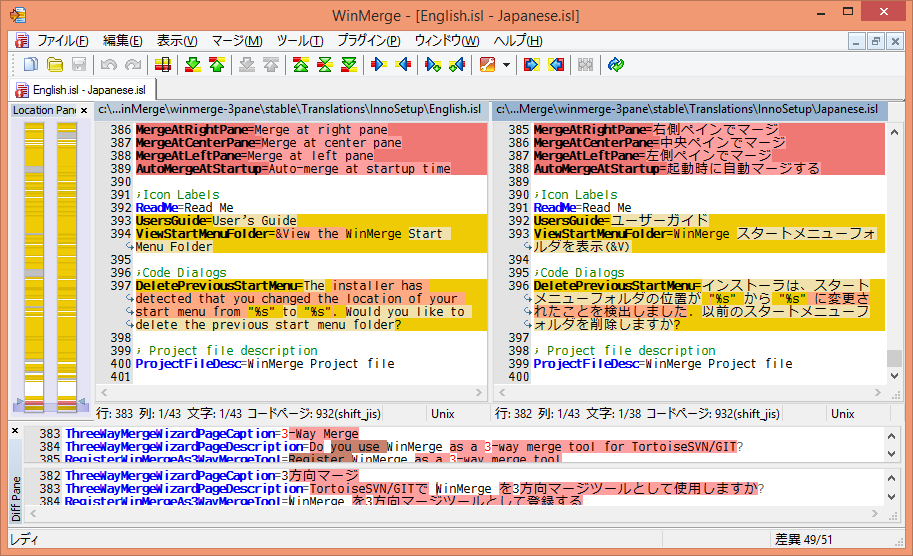 WinMerge - [English.isl - Japanese.isl]
ファイル(F) 編集(E) 表示(V) マージ(M) ツール(T) プラグイン(P) ウィンドウ(W) ヘルプ(H)
English.isl - Japanese.isl
Location Pane
c:\...inMerge\winmerge-3pane\stable\Translations\InnoSetup\English.isl
386 MergeAtRightPane=Merge at right pane
387 MergeAtCenterPane=Merge at center pane
388 MergeAtLeftPane=Merge at left pane
389 AutoMergeAtStartup=Auto-merge at startup time
390
391 ;Icon Labels
392 ReadMe=Read Me
393 UsersGuide=User's Guide
394 ViewStartMenuFolder=&View the WinMerge Start
Menu Folder
395
396 ;Code Dialogs
397 DeletePreviousStartMenu=The installer has
detected that you changed the location of your
start menu from "%s" to "%s". Would you like to
delete the previous start menu folder?
398
399 ; Project file description
400 ProjectFileDesc=WinMerge Project file
401
行: 383 列: 1/43 文字: 1/43 コードページ: 932(shift_jis) Unix
c:\...Merge\winmerge-3pane\stable\Translations\InnoSetup\Japanese.isl
385 MergeAtRightPane=右側ペインでマージ
386 MergeAtCenterPane=中央ペインでマージ
387 MergeAtLeftPane=左側ペインでマージ
388 AutoMergeAtStartup=起動時に自動マージする
389
390 ;Icon Labels
391 ReadMe=Read Me
392 UsersGuide=ユーザーガイド
393 ViewStartMenuFolder=WinMerge スタートメニューフォ
ルダを表示(&V)
394
395 ;Code Dialogs
396 DeletePreviousStartMenu=インストーラは、スタート
メニューフォルダの位置が "%s" から "%s" に変更さ
れたことを検出しました. 以前のスタートメニューフ
ォルダを削除しますか?
397
398 ; Project file description
399 ProjectFileDesc=WinMerge Project file
400
行: 382 列: 1/43 文字: 1/38 コードページ: 932(shift_jis) Unix
Diff Pane
383 ThreeWayMergeWizardPageCaption=3-Way Merge
384 ThreeWayMergeWizardPageDescription=Do you use WinMerge as a 3-way merge tool for TortoiseSVN/GIT?
385 RegisterWinMergeAs3WayMergeTool=Register WinMerge as a 3-way merge tool
382 ThreeWayMergeWizardPageCaption=3方向マージ
383 ThreeWayMergeWizardPageDescription=TortoiseSVN/GITで WinMerge を3方向マージツールとして使用しますか?
384 RegisterWinMergeAs3WayMergeTool=WinMerge を3方向マージツールとして登録する
レディ
差異 49/51